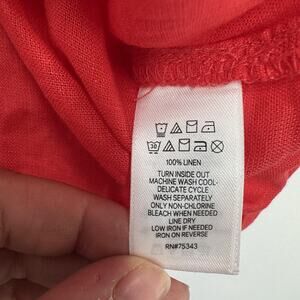 30
100% LINEN
TURN INSIDE OUT
MACHINE WASH COOL-
DELICATE CYCLE
WASH SEPARATELY
ONLY NON-CHLORINE
BLEACH WHEN NEEDED
LINE DRY
LOW IRON IF NEEDED
IRON ON REVERSE
RN#75343